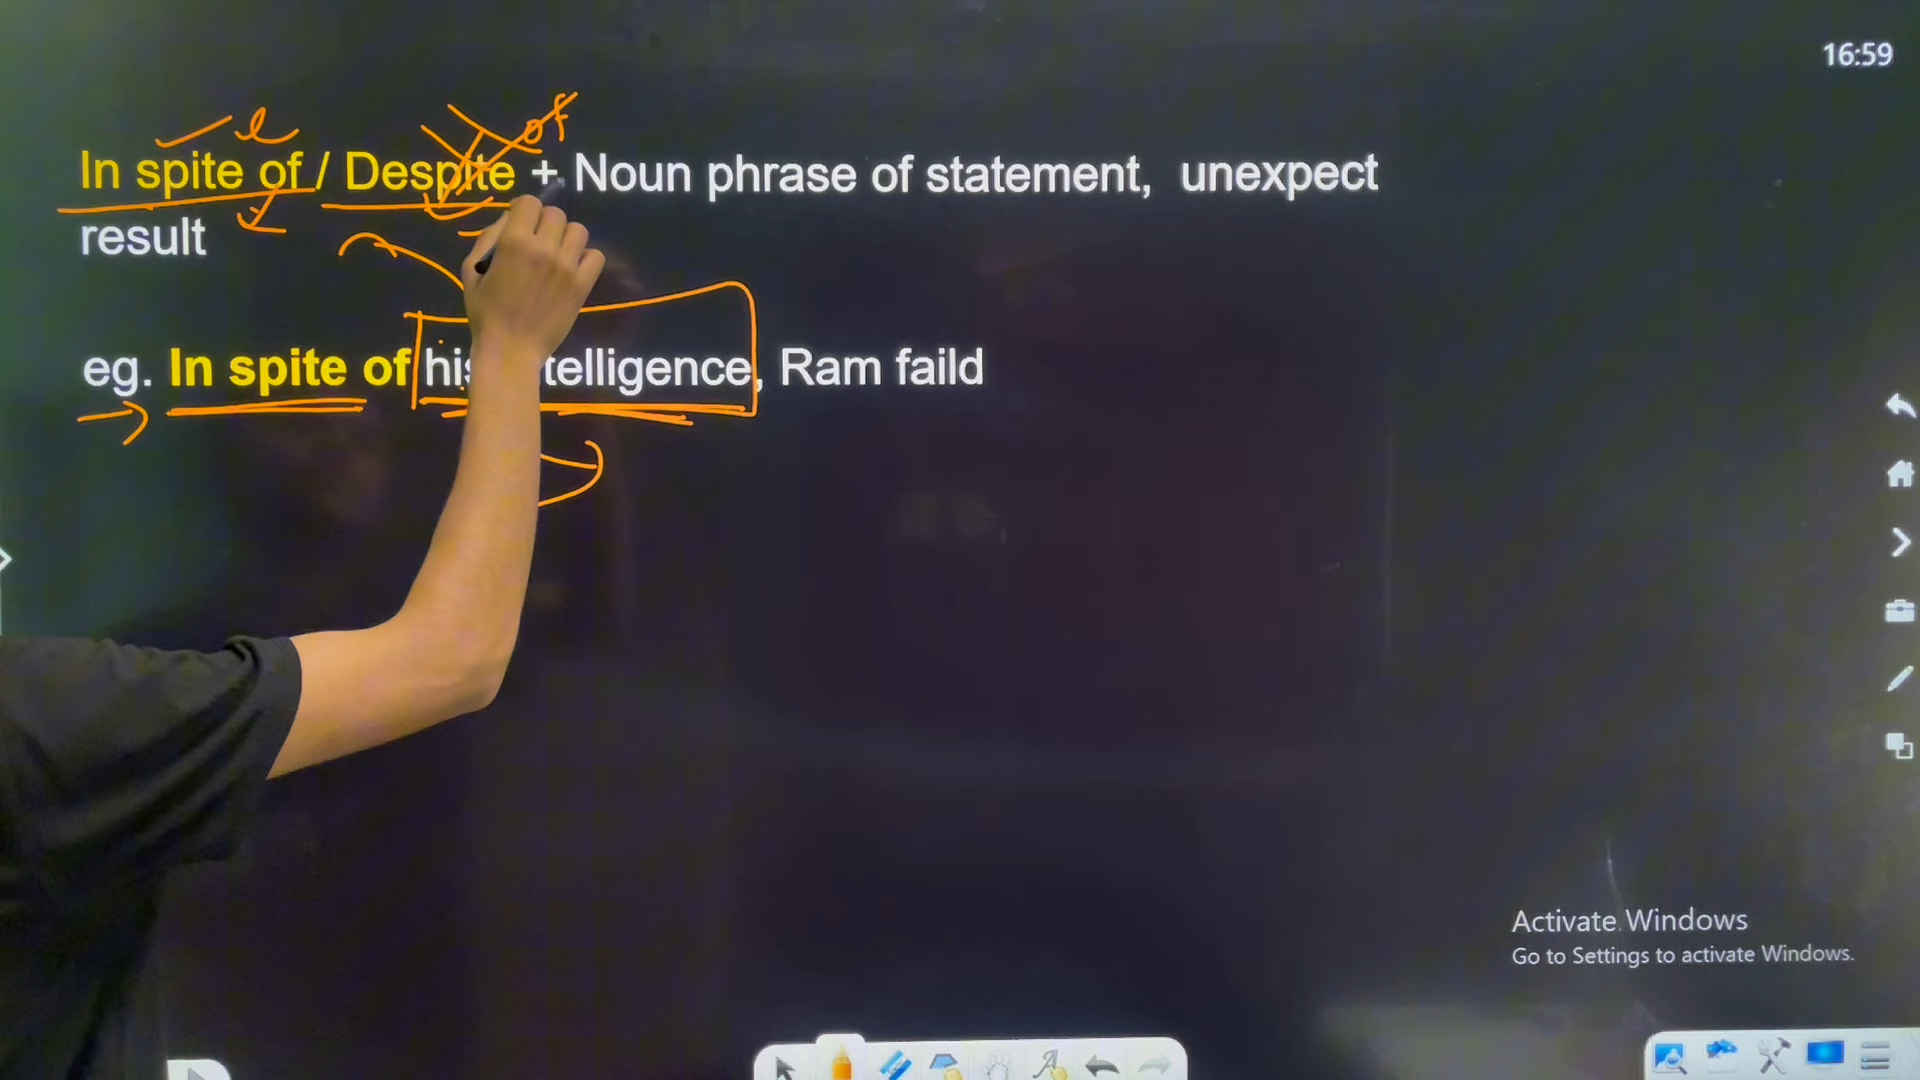 16:59
of
In spite of / Despite + Noun phrase of statement, unexpect
result
eg. In spite of his telligence, Ram faild
Activate Windows
Go to Settings to activate Windows.